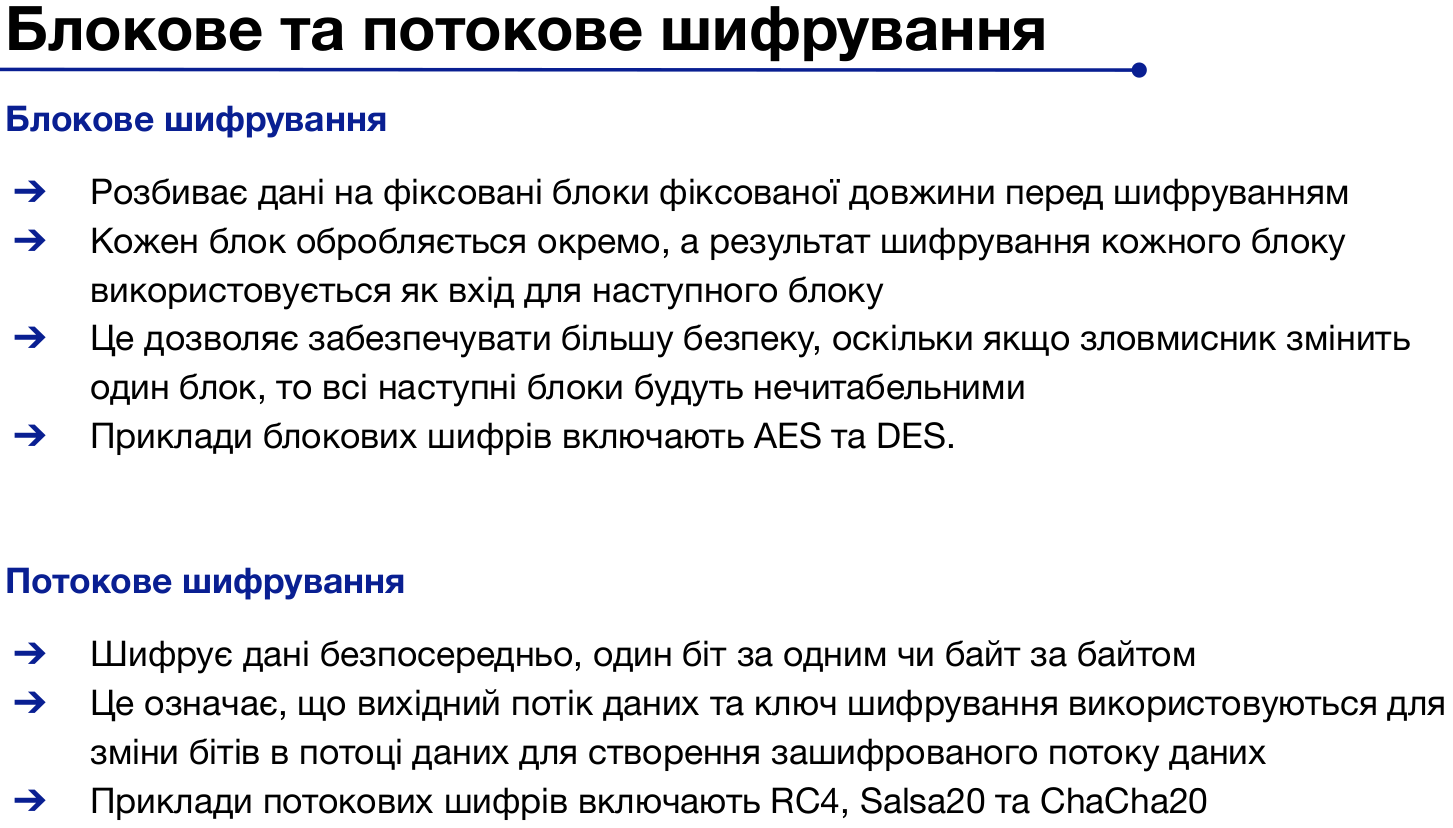 Блокове та потокове шифрування
Блокове шифрування
➔ Розбиває дані на фіксовані блоки фіксованої довжини перед шифруванням
➔ Кожен блок обробляється окремо, а результат шифрування кожного блоку
використовується як вхід для наступного блоку
➔ Це дозволяє забезпечувати більшу безпеку, оскільки якщо зловмисник змінить
один блок, то всі наступні блоки будуть нечитабельними
➔ Приклади блокових шифрів включають AES та DES.
Потокове шифрування
➔ Шифрує дані безпосередньо, один біт за одним чи байт за байтом
➔ Це означає, що вихідний потік даних та ключ шифрування використовуються для
зміни бітів в потоці даних для створення зашифрованого потоку даних
➔ Приклади потокових шифрів включають RC4, Salsa20 та ChaCha20